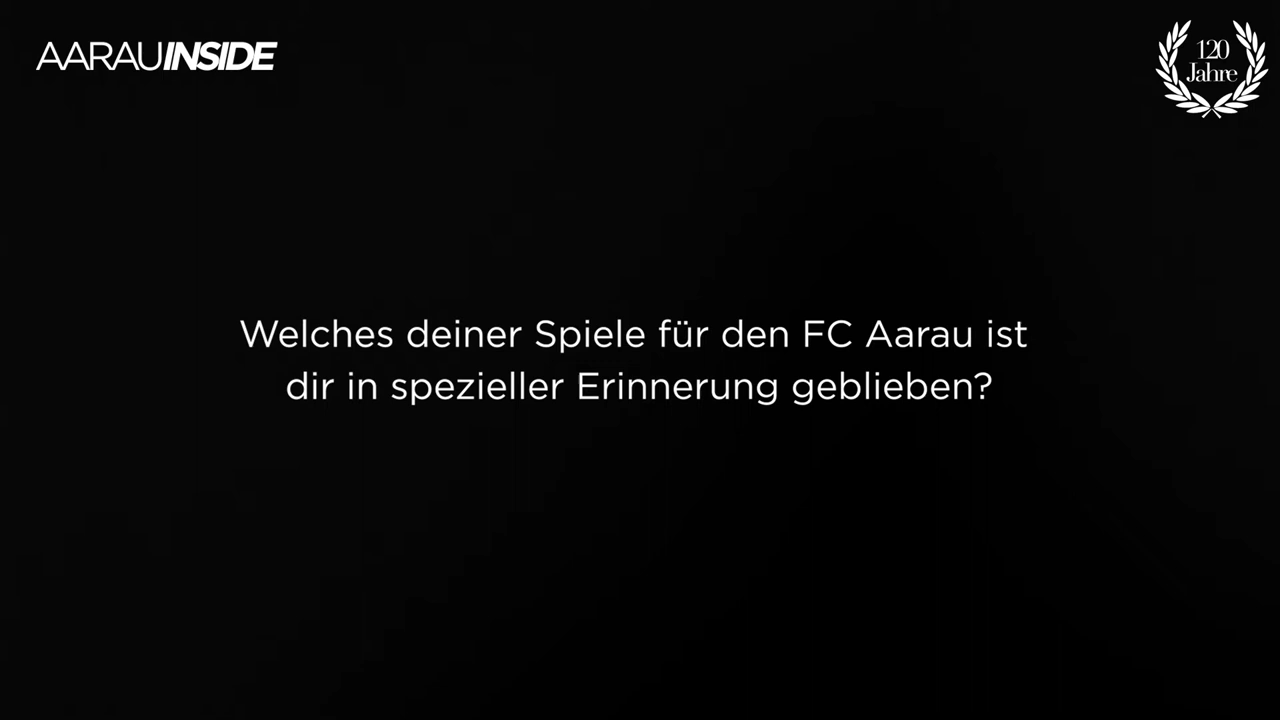 AARAUINSIDE
120
Jahre
Welches deiner Spiele für den FC Aarau ist
dir in spezieller Erinnerung geblieben?